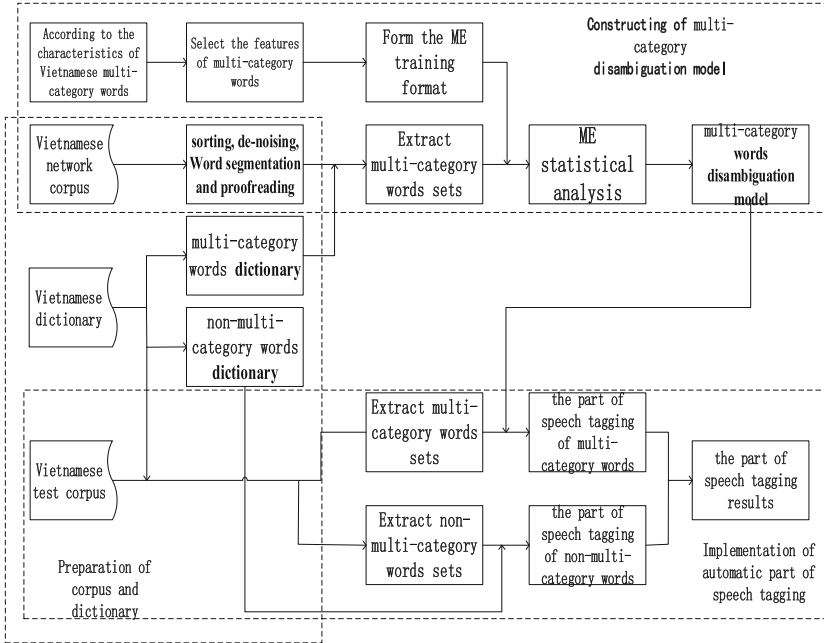 According to the
characteristics of
Vietnamese multi-
category words
Select the features
of multi-category
words
Form the ME
training
format
Constructing of multi-
category
disambiguation model
Vietnamese
network
corpus
sorting, de-noising,
Word segmentation
and proofreading
Extract
multi-category
words sets
ME
statistical
analysis
multi-category
words
disambiguation
model
multi-category
words dictionary
Vietnamese
dictionary
non-multi-
category words
dictionary
Extract multi-
category words
sets
the part of
speech tagging
of multi-
category words
Vietnamese
test corpus
the part of
speech tagging
results
Extract non-
multi-category
words sets
the part of
speech tagging
of non-multi-
category words
Preparation of
corpus and
dictionary
Implementation of
automatic part of
speech tagging